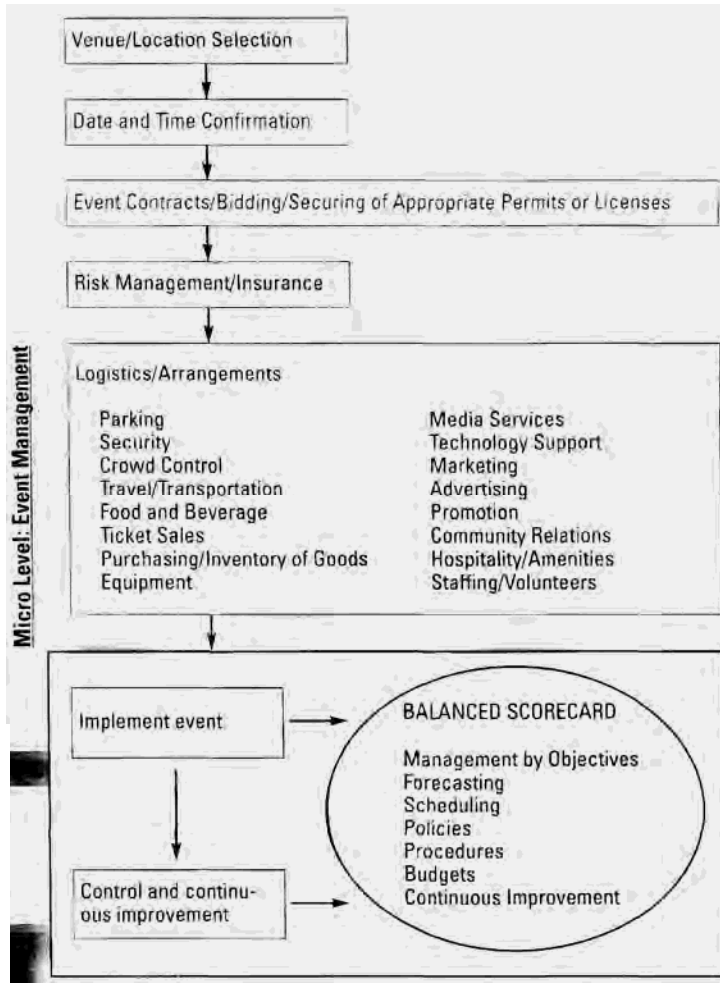 Venue/Location Selection
Date and Time Confirmation
Event Contracts/Bidding/Securing of Appropriate Permits or Licenses
Risk Management/Insurance
Micro Level: Event Management
Logistics/Arrangements
Parking
Security
Crowd Control
Travel/Transportation
Food and Beverage
Ticket Sales
Purchasing/Inventory of Goods
Equipment
Media Services
Technology Support
Marketing
Advertising
Promotion
Community Relations
Hospitality/Amenities
Staffing/Volunteers
Implement event
Control and continu-
ous improvement
BALANCED SCORECARD
Management by Objectives
Forecasting
Scheduling
Policies
Procedures
Budgets
Continuous Improvement